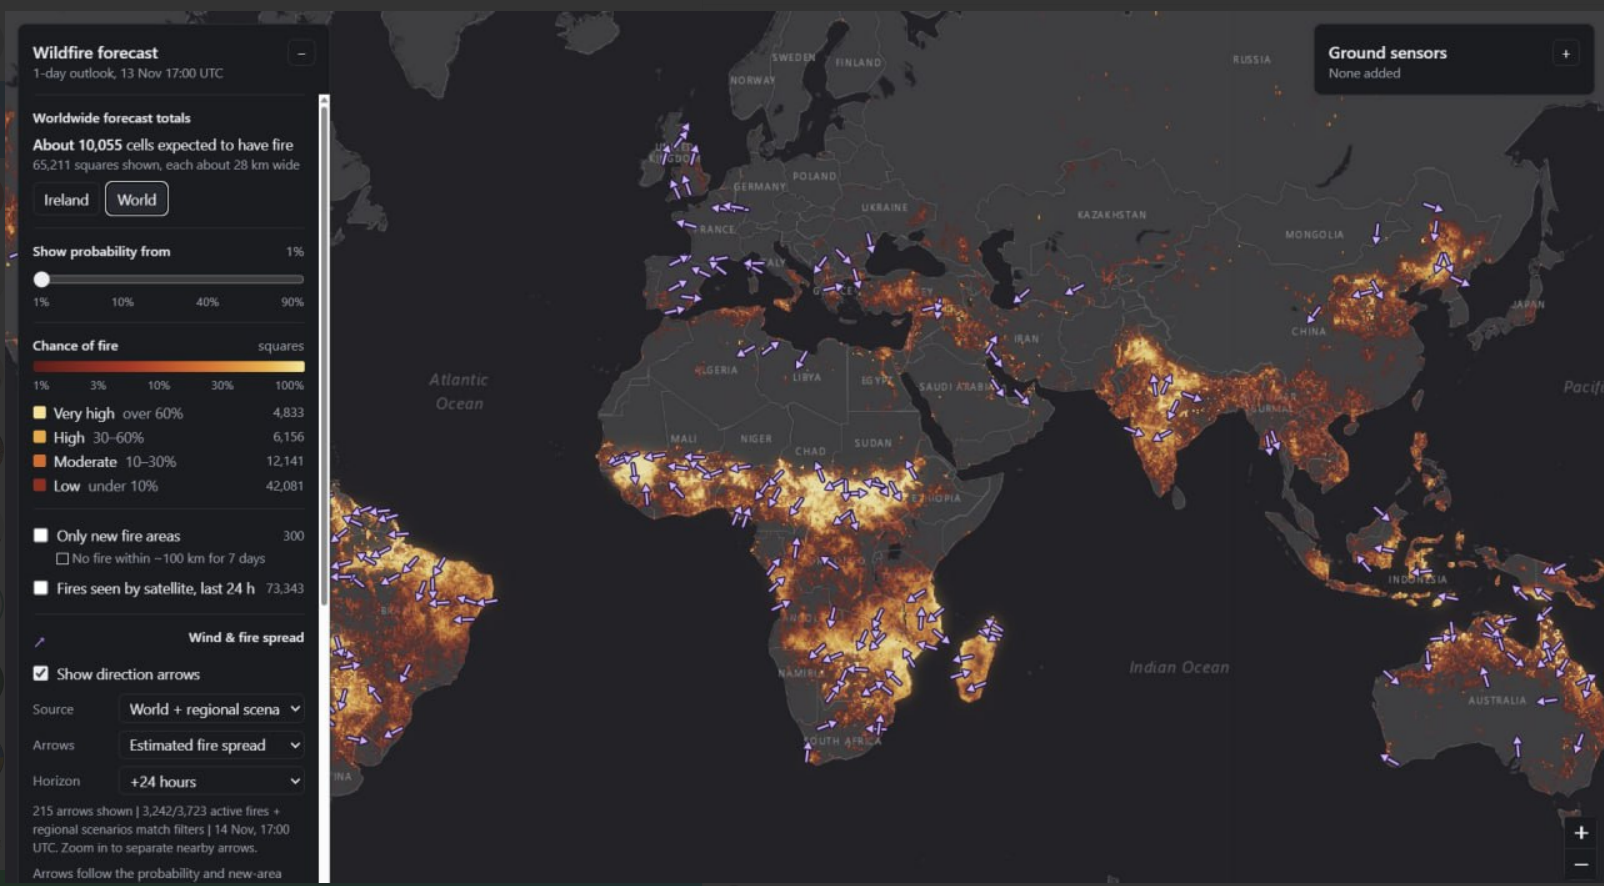 Wildfire forecast
−
1-day outlook, 13 Nov 17:00 UTC
Worldwide forecast totals
About 10,055 cells expected to have fire
65,211 squares shown, each about 28 km wide
Ireland
World
Show probability from 1%
1% 10% 40% 90%
Chance of fire squares
1% 3% 10% 30% 100%
Very high over 60% 4,833
High 30–60% 6,156
Moderate 10–30% 12,141
Low under 10% 42,081
Only new fire areas 300
No fire within ~100 km for 7 days
Fires seen by satellite, last 24 h 73,343
Wind & fire spread
Show direction arrows
Source World + regional scena
Arrows Estimated fire spread
Horizon +24 hours
215 arrows shown | 3,242/3,723 active fires +
regional scenarios match filters | 14 Nov, 17:00
UTC. Zoom in to separate nearby arrows.
Arrows follow the probability and new-area
Ground sensors
+
None added
SWEDEN
FINLAND
NORWAY
RUSSIA
POLAND
GERMANY
UKRAINE
FRANCE
KAZAKHSTAN
MONGOLIA
JAPAN
CHINA
IRAN
LIBYA
EGYPT
SAUDI ARABI
Atlantic
Ocean
Pacifi
MALI
NIGER
CHAD
SUDAN
ETHIOPIA
INDONESIA
ANGOLA
NAMIBI
Indian Ocean
AUSTRALIA
SOUTH AFRICA
INA
+
−